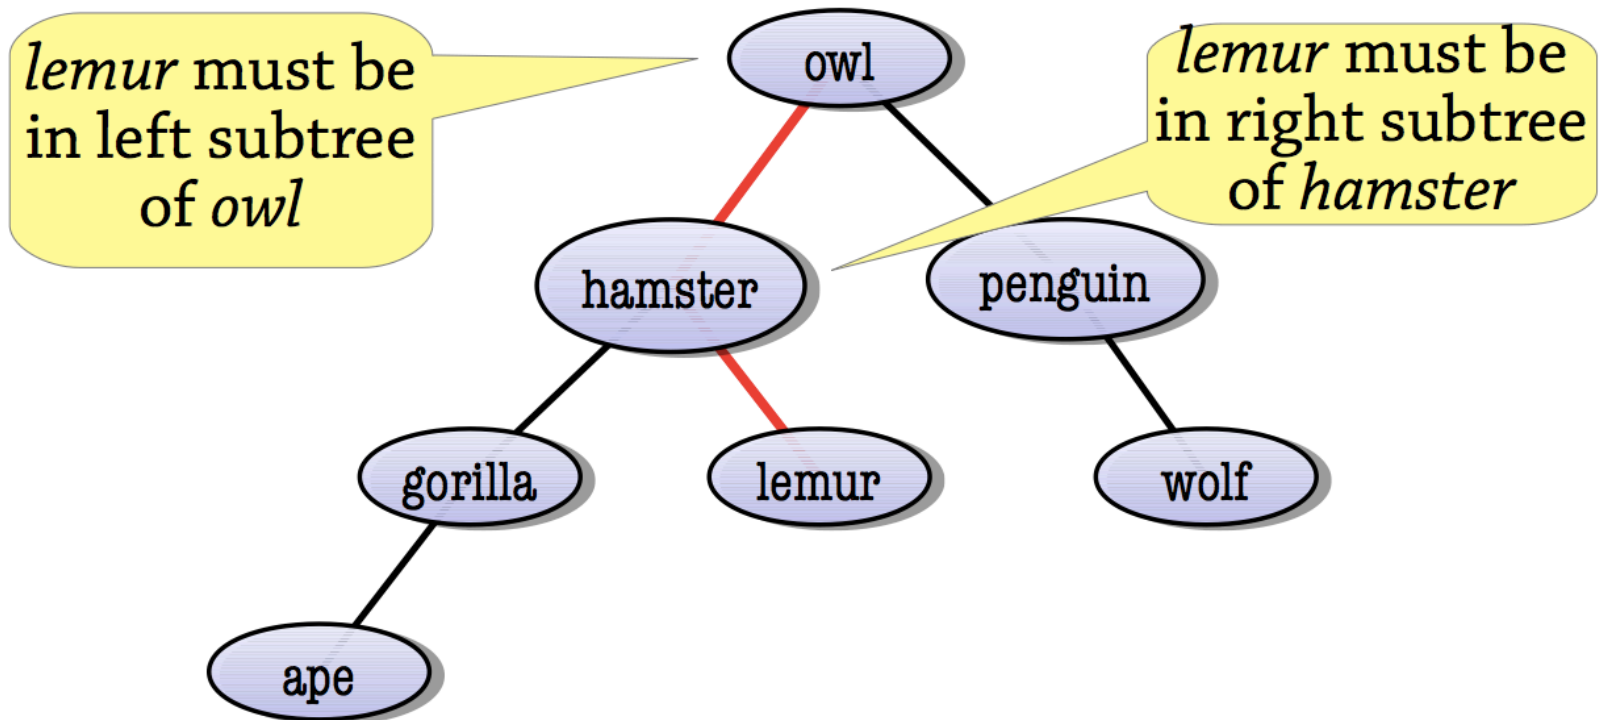 lemur must be
in left subtree
of owl
owl
lemur must be
in right subtree
of hamster
hamster
penguin
gorilla
lemur
wolf
ape